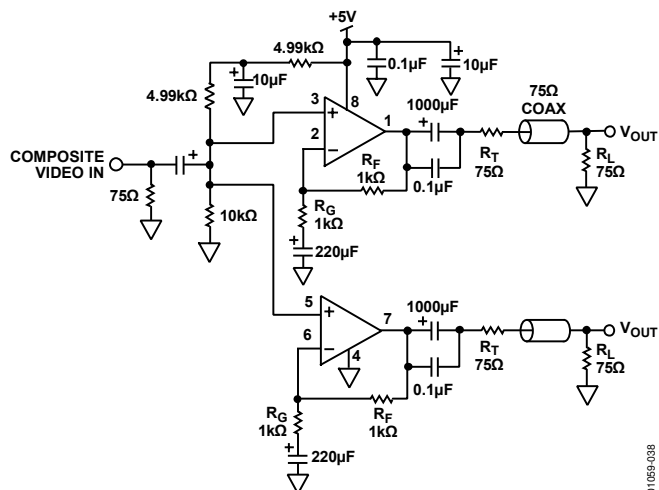 +5V
4.99kΩ
+
10µF
0.1µF
+
10µF
4.99kΩ
3
8
+
2
–
1
1000µF
+
75Ω
COAX
COMPOSITE
VIDEO IN
+
75Ω
10kΩ
RF
1kΩ
0.1µF
RT
75Ω
VOUT
RL
75Ω
RG
1kΩ
+
220µF
5
+
6
–
7
4
1000µF
+
0.1µF
RT
75Ω
VOUT
RL
75Ω
RG
1kΩ
RF
1kΩ
+
220µF
01059-038